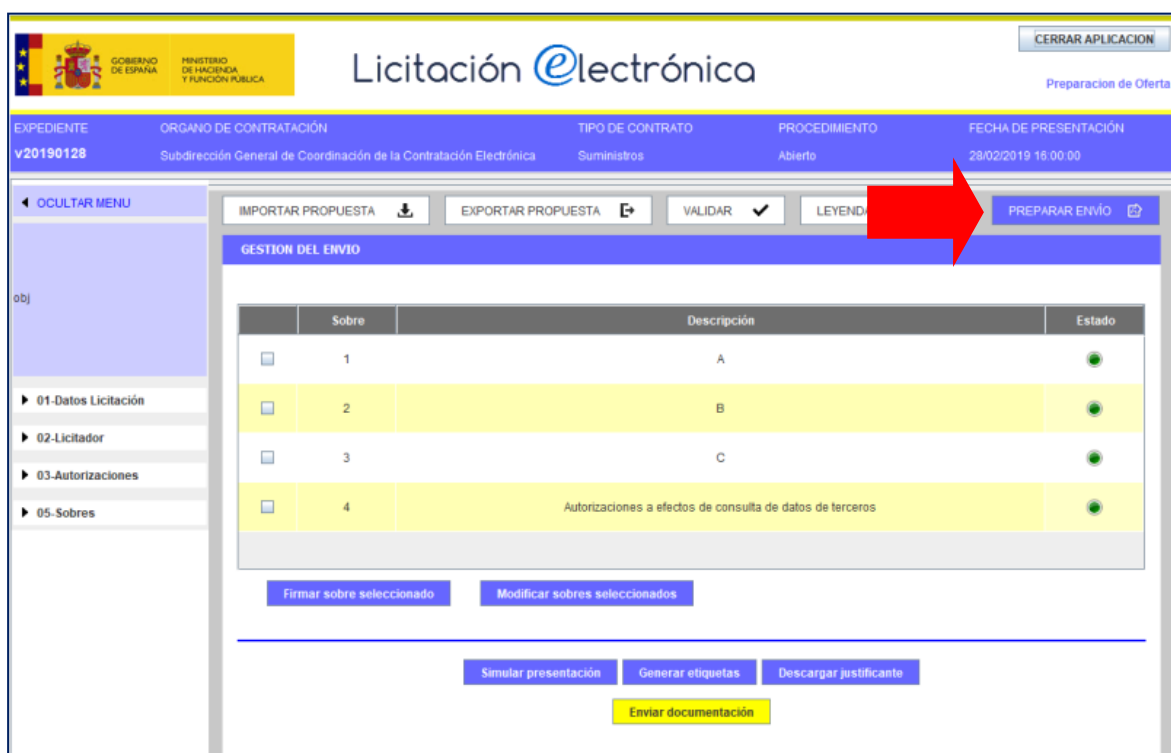 CERRAR APLICACION
GOBIERNO MINISTERIO
DE ESPAÑA DE HACIENDA
Y FUNCIÓN PÚBLICA
Licitación electrónica
Preparacion de Oferta
EXPEDIENTE ORGANO DE CONTRATACIÓN TIPO DE CONTRATO PROCEDIMIENTO FECHA DE PRESENTACIÓN
v20190128 Subdirección General de Coordinación de la Contratación Electrónica Suministros Abierto 28/02/2019 16:00:00
OCULTAR MENU
IMPORTAR PROPUESTA EXPORTAR PROPUESTA VALIDAR LEYENDA PREPARAR ENVÍO
GESTION DEL ENVIO
obj
Sobre Descripción Estado
1 A
01-Datos Licitación
2 B
02-Licitador
3 C
03-Autorizaciones
05-Sobres
4 Autorizaciones a efectos de consulta de datos de terceros
Firmar sobre seleccionado Modificar sobres seleccionados
Simular presentación Generar etiquetas Descargar justificante
Enviar documentación